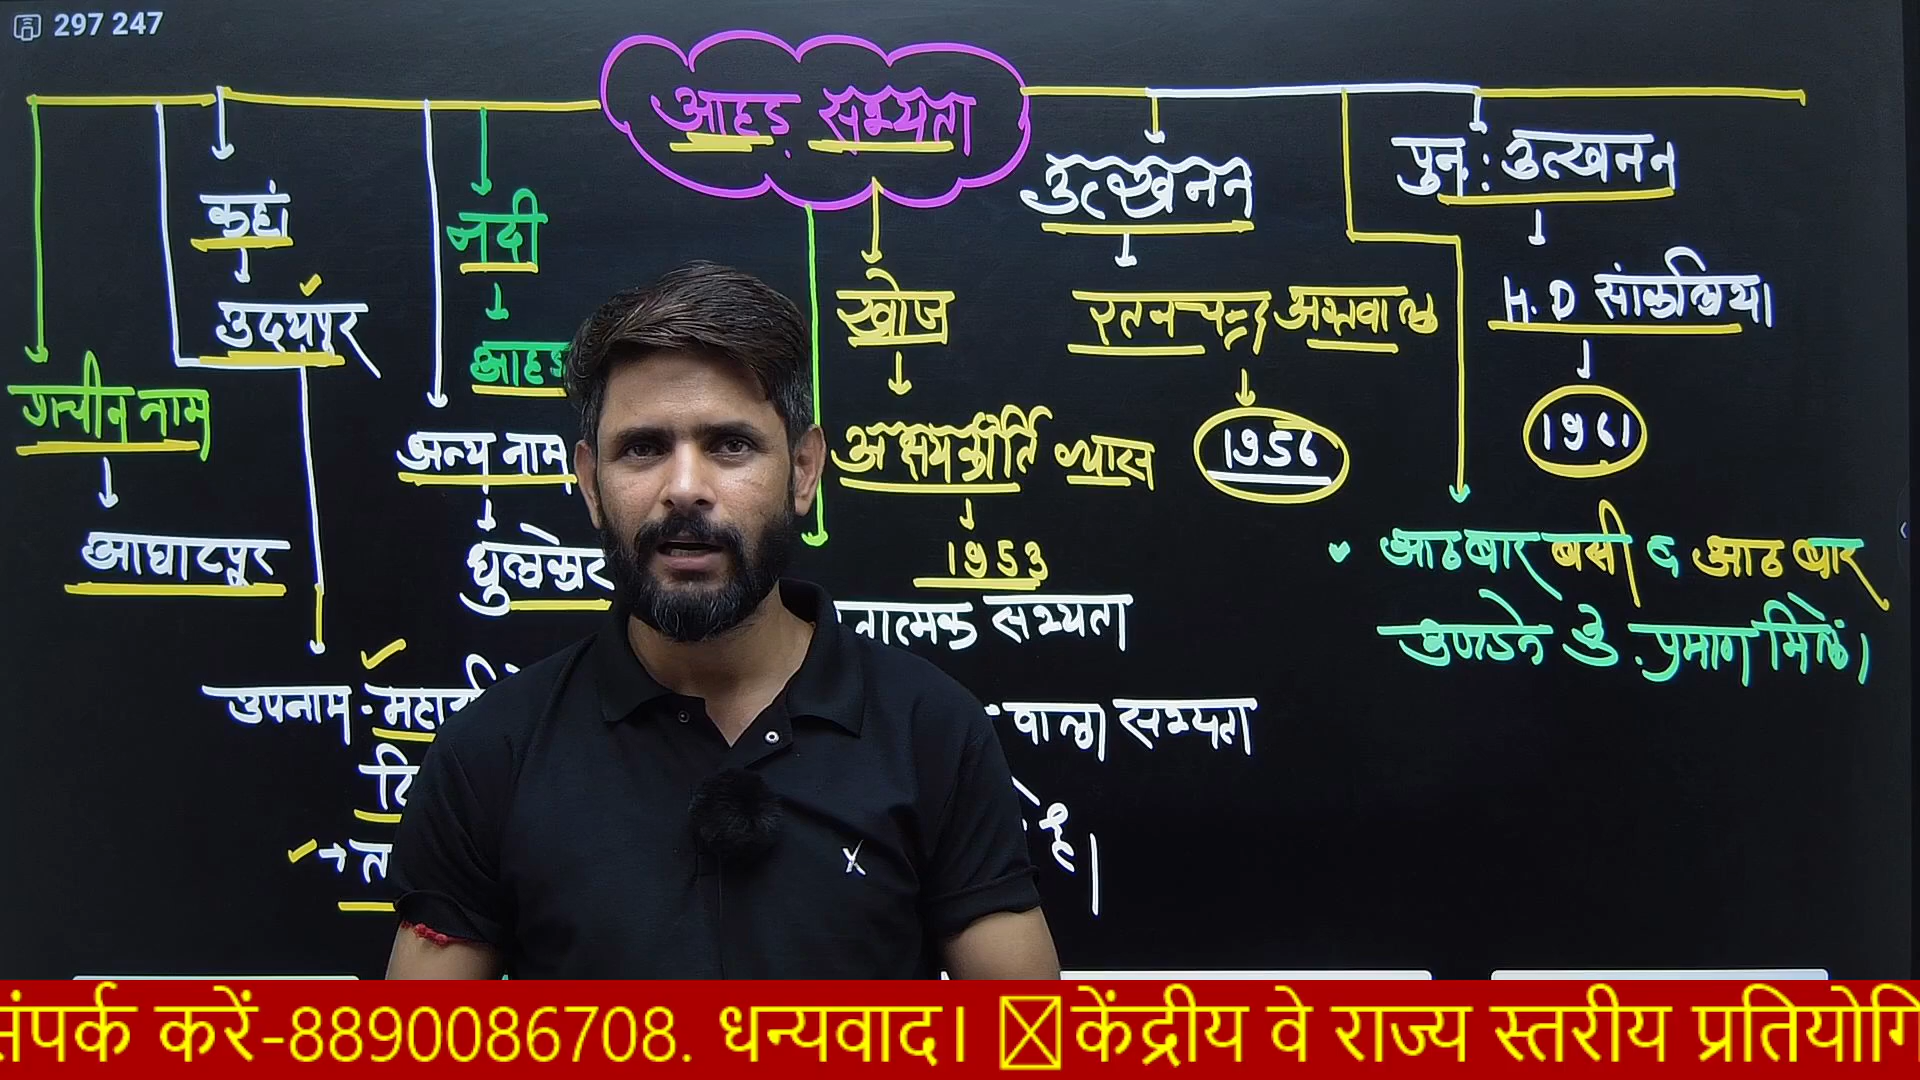 297 247
आहड़ सभ्यता
कहां
उदयपुर
नदी
आहड
प्राचीन नाम
आघाटपूर
अन्य नाम
धुलकोट
खोज
अक्षयकीर्ति व्यास
1953
उत्खनन
रतनचन्द्र अग्रवाल
1956
पुन: उत्खनन
H.D सांकलिया
1961
आठ बार बसी व आठ बार
उजडने के प्रमाण मिले।
नात्मक सभ्यता
वाली सभ्यता
है।
उपनाम
संपर्क करें-8890086708. धन्यवाद। केंद्रीय वे राज्य स्तरीय प्रतियोगि